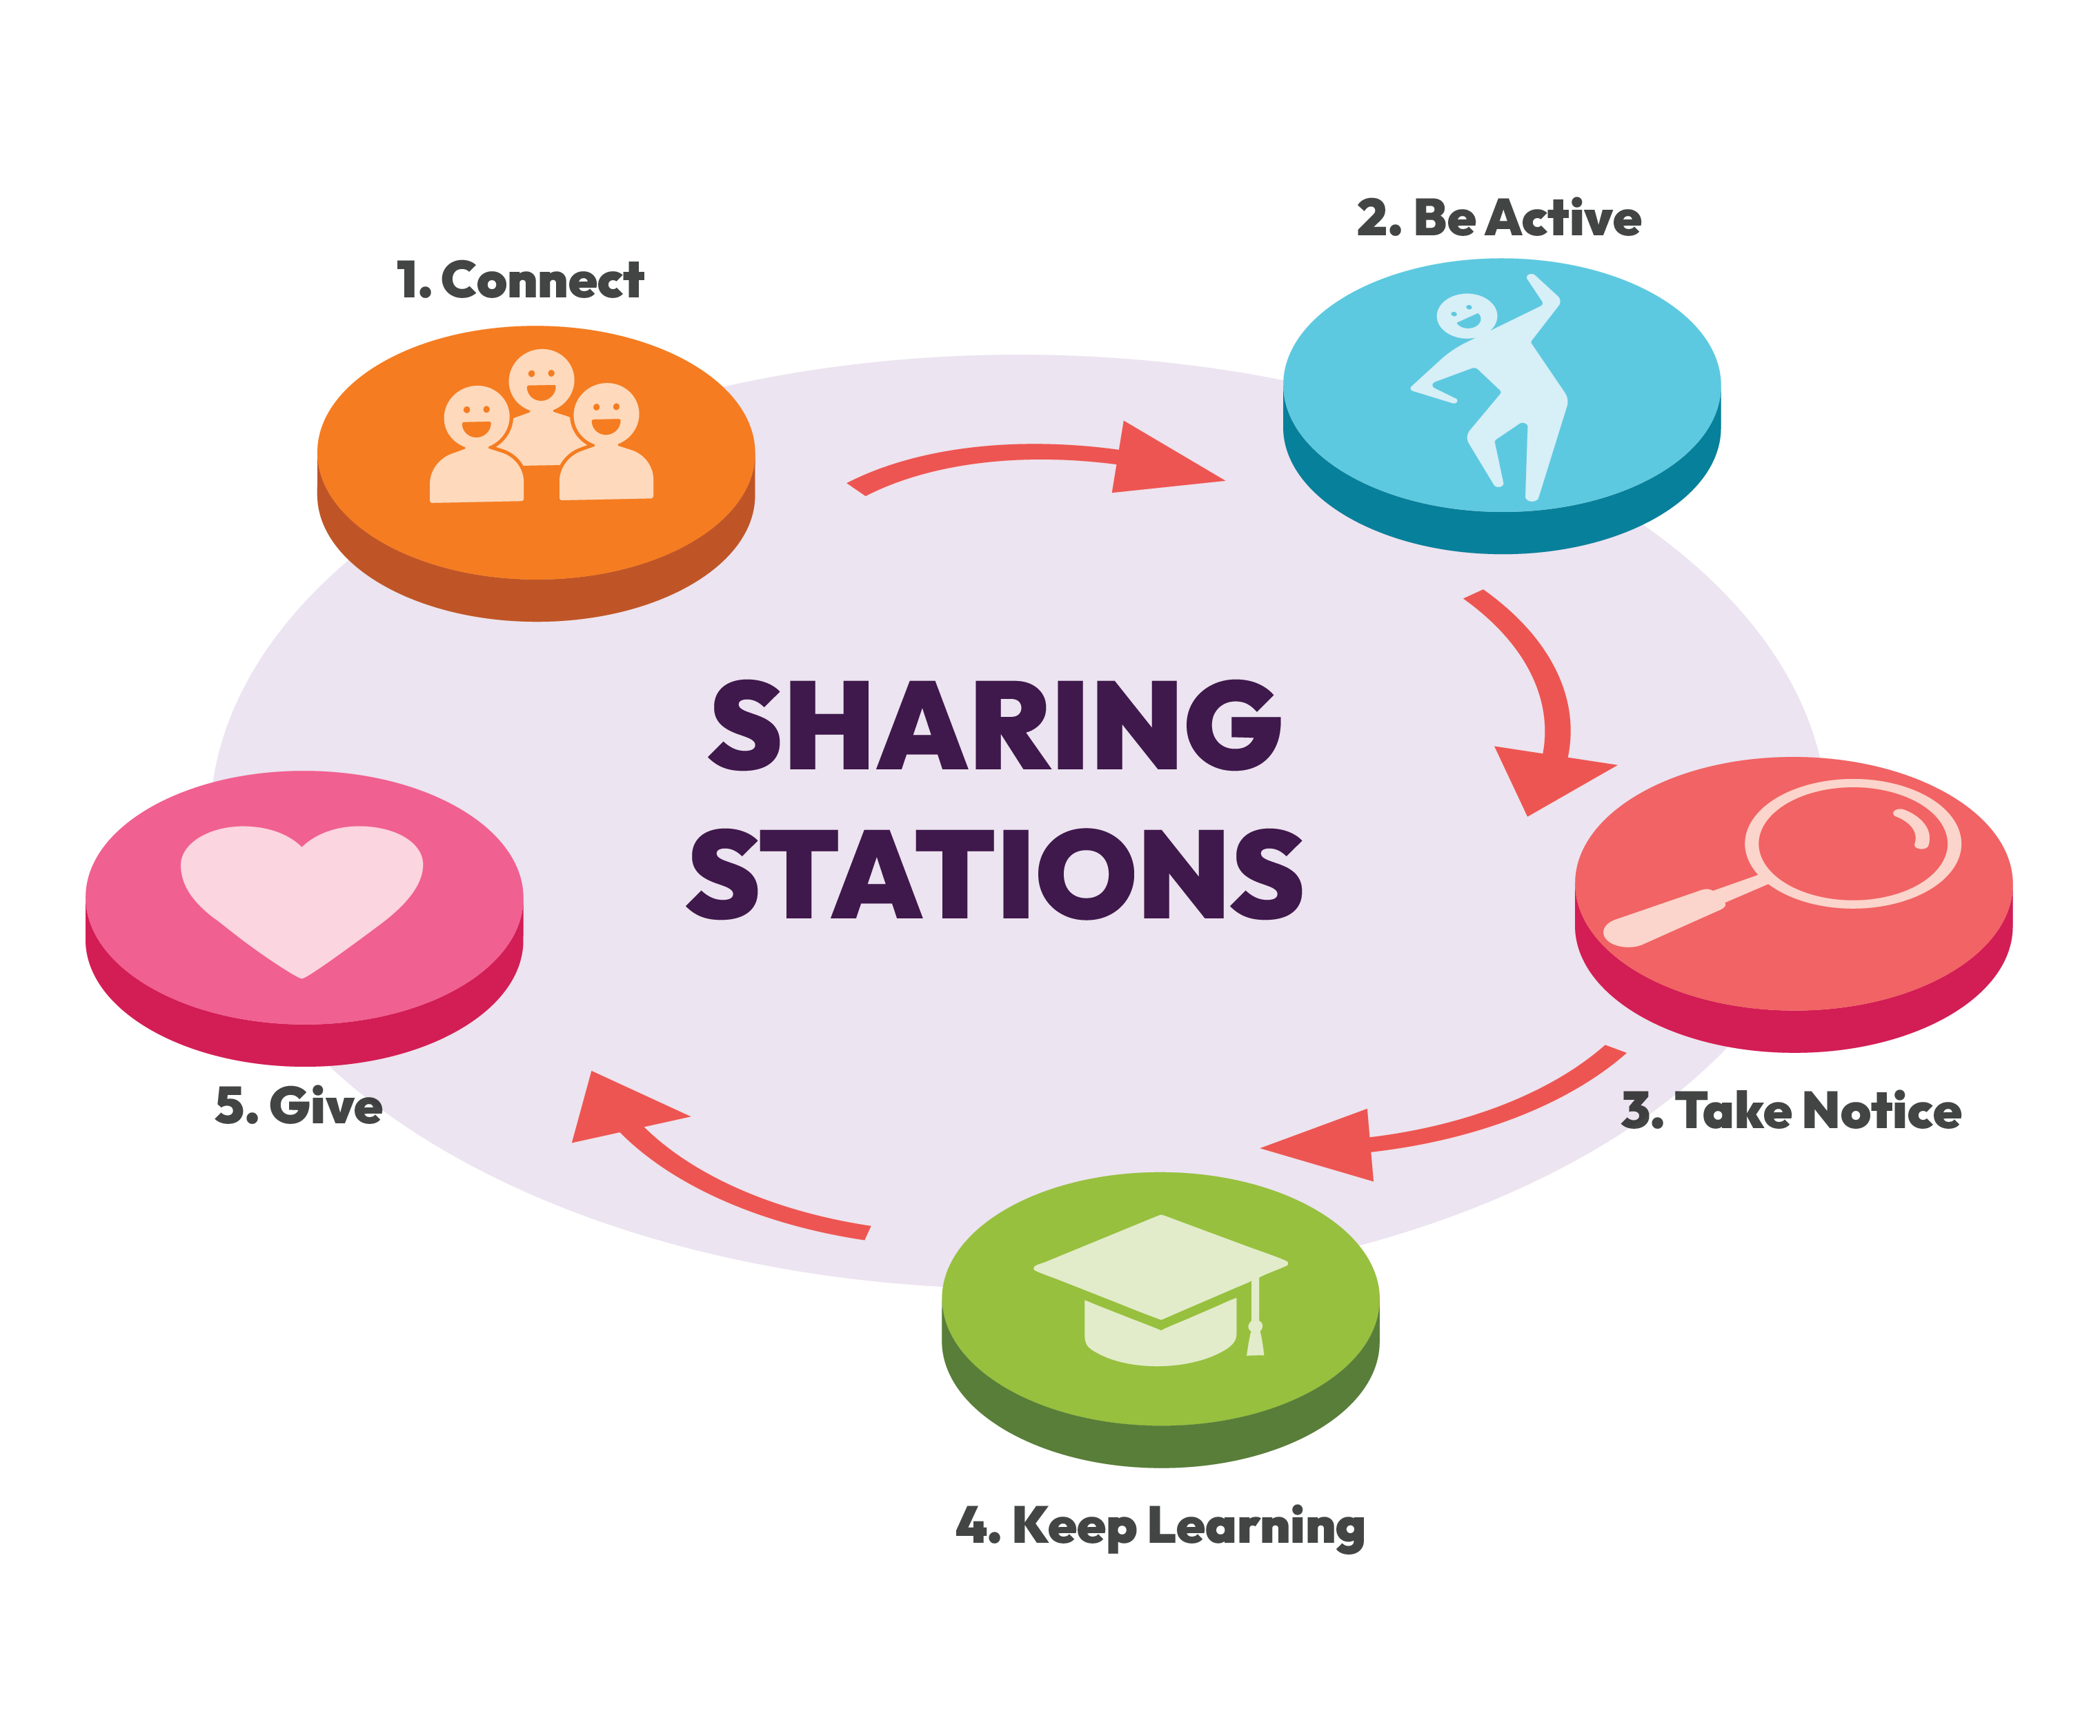 1. Connect
2. Be Active
SHARING
STATIONS
3. Take Notice
4. Keep Learning
5. Give